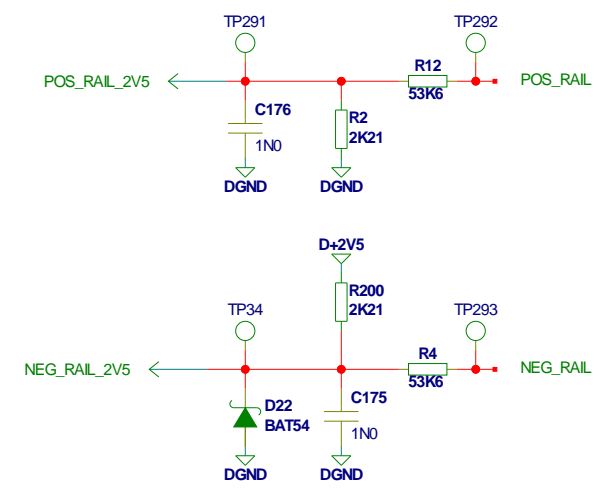 TP291
TP292
POS_RAIL_2V5
R12
53K6
POS_RAIL
C176
1N0
R2
2K21
DGND
DGND
D+2V5
R200
2K21
TP34
TP293
NEG_RAIL_2V5
R4
53K6
NEG_RAIL
D22
BAT54
C175
1N0
DGND
DGND